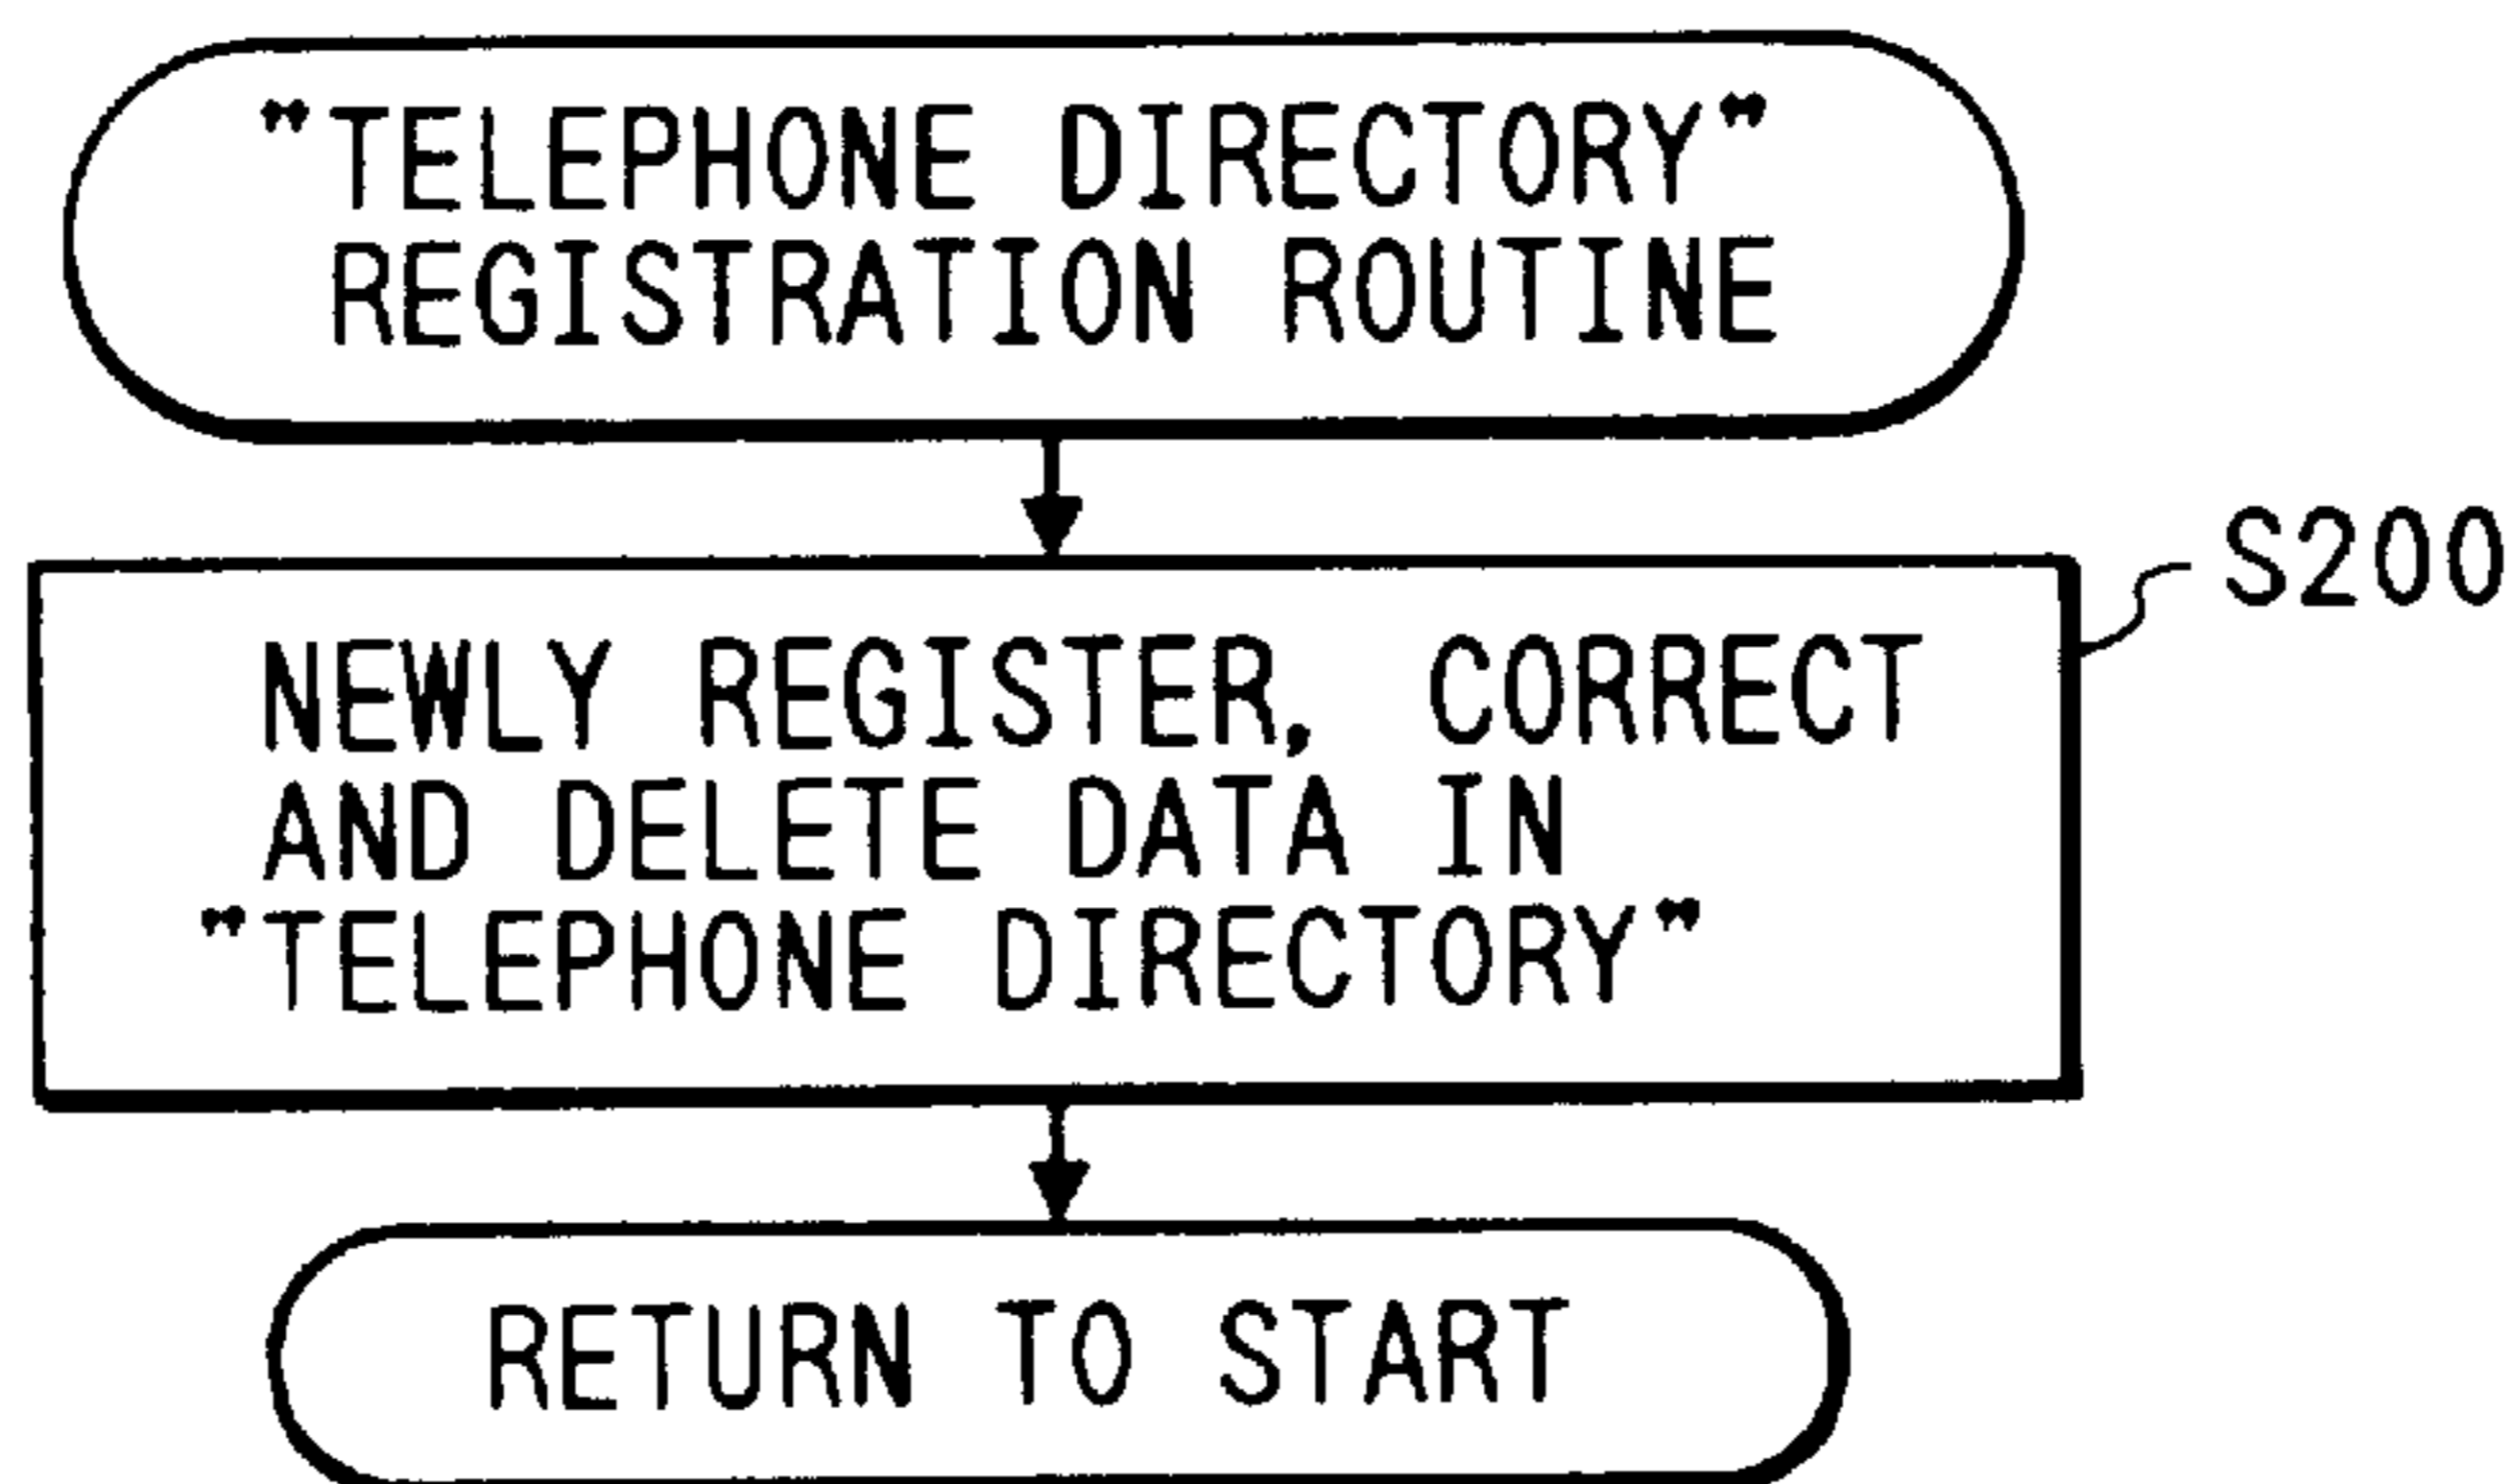 "TELEPHONE DIRECTORY"
REGISTRATION ROUTINE
S200
NEWLY REGISTER, CORRECT
AND DELETE DATA IN
"TELEPHONE DIRECTORY"
RETURN TO START